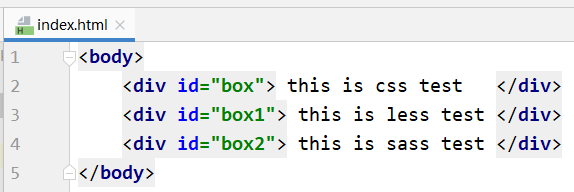 index.html
1 <body>
2 <div id="box"> this is css test </div>
3 <div id="box1"> this is less test </div>
4 <div id="box2"> this is sass test </div>
5 </body>